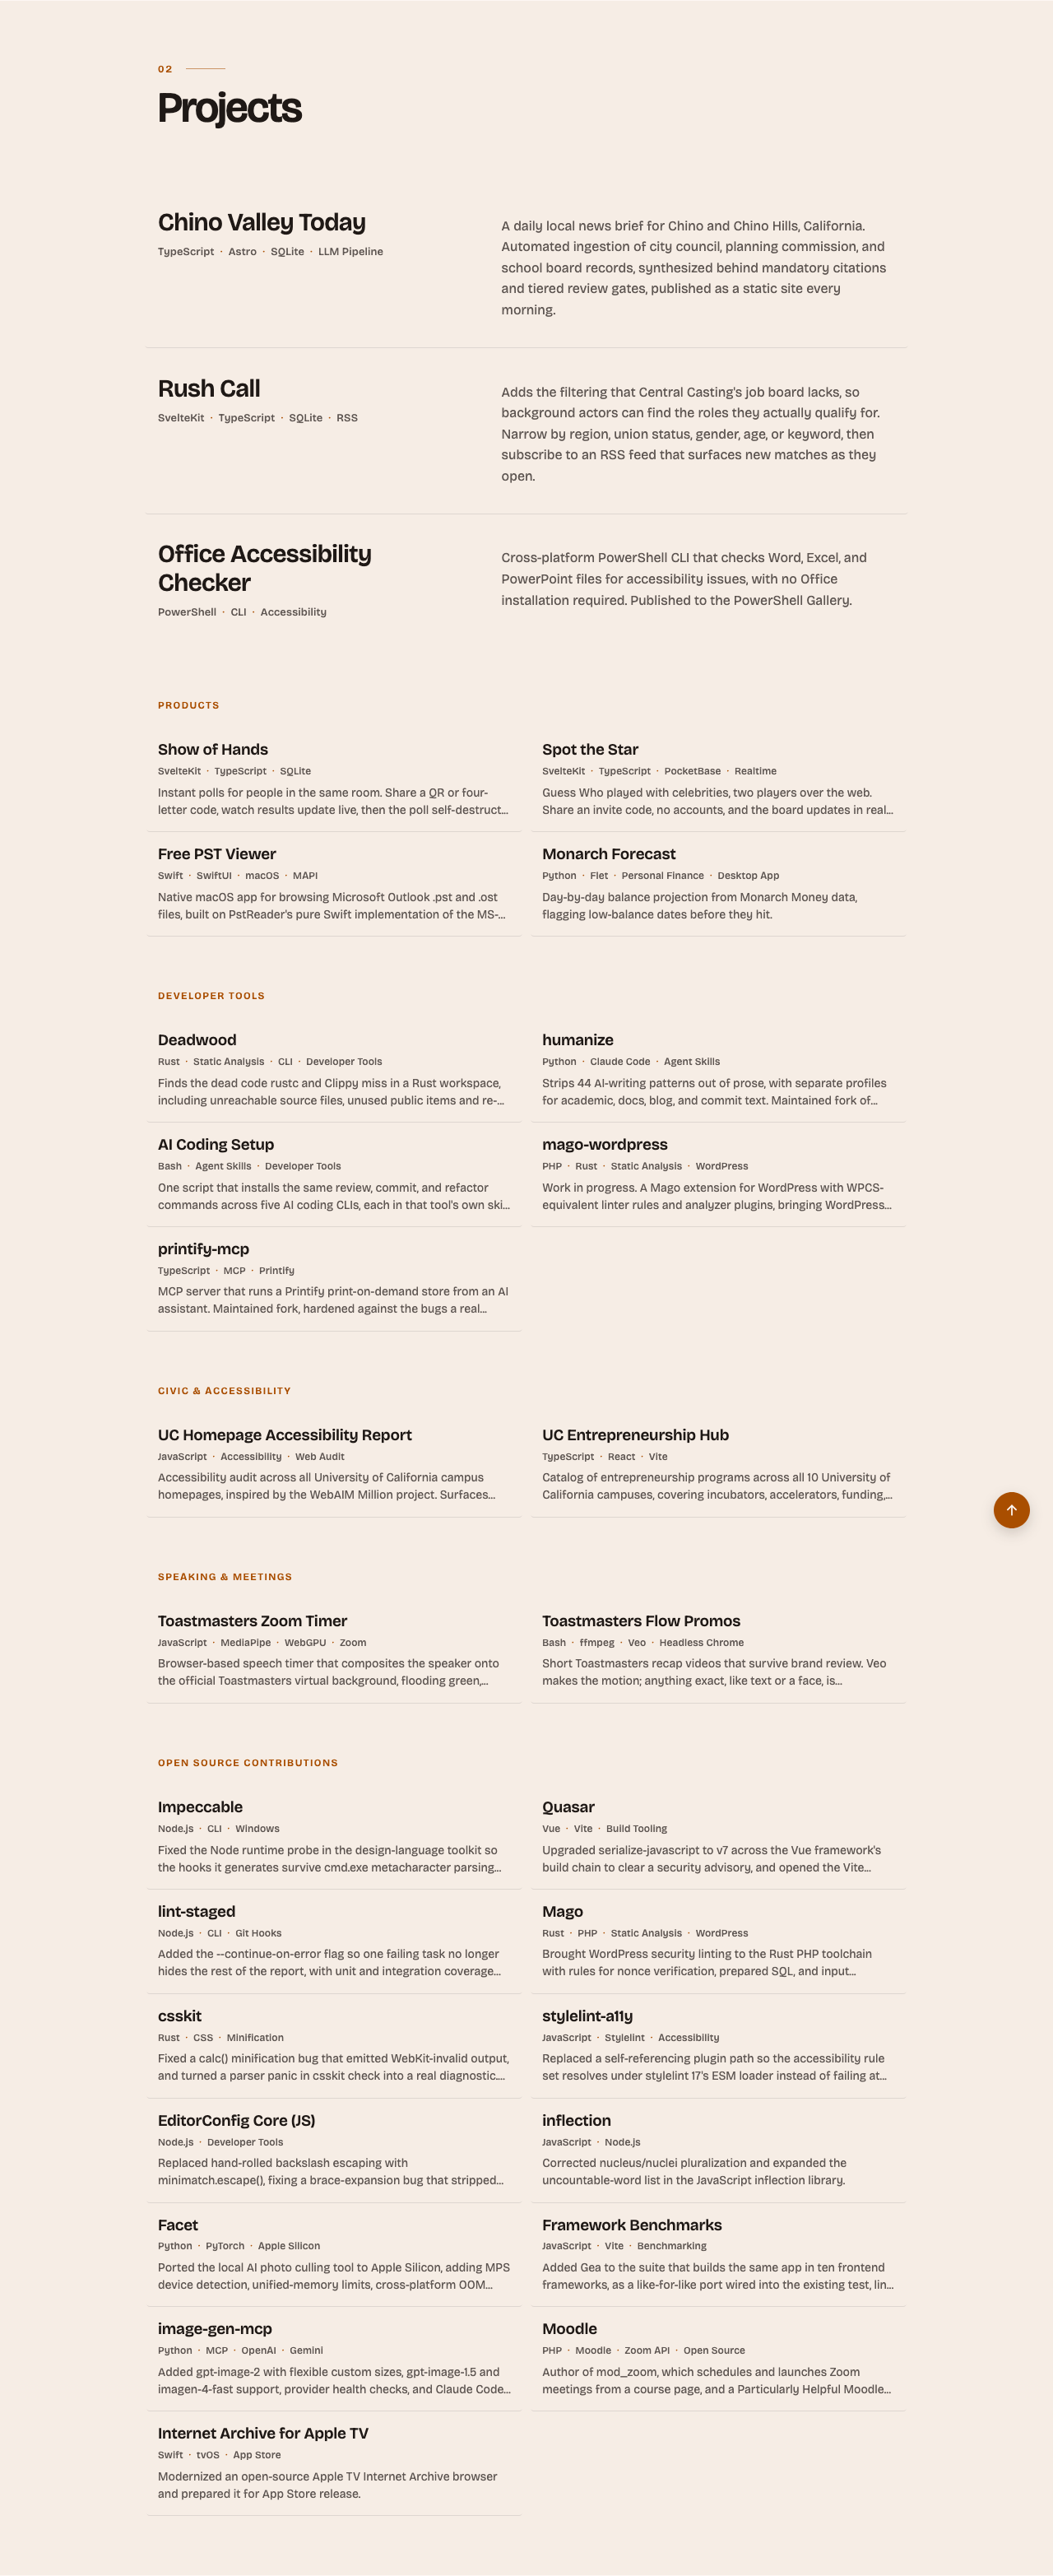 02
Projects
Chino Valley Today
TypeScript · Astro · SQLite · LLM Pipeline
A daily local news brief for Chino and Chino Hills, California.
Automated ingestion of city council, planning commission, and
school board records, synthesized behind mandatory citations
and tiered review gates, published as a static site every
morning.
Rush Call
SvelteKit · TypeScript · SQLite · RSS
Adds the filtering that Central Casting's job board lacks, so
background actors can find the roles they actually qualify for.
Narrow by region, union status, gender, age, or keyword, then
subscribe to an RSS feed that surfaces new matches as they
open.
Office Accessibility
Checker
PowerShell · CLI · Accessibility
Cross-platform PowerShell CLI that checks Word, Excel, and
PowerPoint files for accessibility issues, with no Office
installation required. Published to the PowerShell Gallery.
PRODUCTS
Show of Hands
SvelteKit · TypeScript · SQLite
Instant polls for people in the same room. Share a QR or four-
letter code, watch results update live, then the poll self-destruct...
Spot the Star
SvelteKit · TypeScript · PocketBase · Realtime
Guess Who played with celebrities, two players over the web.
Share an invite code, no accounts, and the board updates in real...
Free PST Viewer
Swift · SwiftUI · macOS · MAPI
Native macOS app for browsing Microsoft Outlook .pst and .ost
files, built on PstReader's pure Swift implementation of the MS-...
Monarch Forecast
Python · Flet · Personal Finance · Desktop App
Day-by-day balance projection from Monarch Money data,
flagging low-balance dates before they hit.
DEVELOPER TOOLS
Deadwood
Rust · Static Analysis · CLI · Developer Tools
Finds the dead code rustc and Clippy miss in a Rust workspace,
including unreachable source files, unused public items and re-...
humanize
Python · Claude Code · Agent Skills
Strips 44 AI-writing patterns out of prose, with separate profiles
for academic, docs, blog, and commit text. Maintained fork of...
AI Coding Setup
Bash · Agent Skills · Developer Tools
One script that installs the same review, commit, and refactor
commands across five AI coding CLIs, each in that tool's own ski...
mago-wordpress
PHP · Rust · Static Analysis · WordPress
Work in progress. A Mago extension for WordPress with WPCS-
equivalent linter rules and analyzer plugins, bringing WordPress...
printify-mcp
TypeScript · MCP · Printify
MCP server that runs a Printify print-on-demand store from an AI
assistant. Maintained fork, hardened against the bugs a real...
CIVIC & ACCESSIBILITY
UC Homepage Accessibility Report
JavaScript · Accessibility · Web Audit
Accessibility audit across all University of California campus
homepages, inspired by the WebAIM Million project. Surfaces...
UC Entrepreneurship Hub
TypeScript · React · Vite
Catalog of entrepreneurship programs across all 10 University of
California campuses, covering incubators, accelerators, funding,...
SPEAKING & MEETINGS
Toastmasters Zoom Timer
JavaScript · MediaPipe · WebGPU · Zoom
Browser-based speech timer that composites the speaker onto
the official Toastmasters virtual background, flooding green,...
Toastmasters Flow Promos
Bash · ffmpeg · Veo · Headless Chrome
Short Toastmasters recap videos that survive brand review. Veo
makes the motion; anything exact, like text or a face, is...
OPEN SOURCE CONTRIBUTIONS
Impeccable
Node.js · CLI · Windows
Fixed the Node runtime probe in the design-language toolkit so
the hooks it generates survive cmd.exe metacharacter parsing...
Quasar
Vue · Vite · Build Tooling
Upgraded serialize-javascript to v7 across the Vue framework's
build chain to clear a security advisory, and opened the Vite...
lint-staged
Node.js · CLI · Git Hooks
Added the --continue-on-error flag so one failing task no longer
hides the rest of the report, with unit and integration coverage...
Mago
Rust · PHP · Static Analysis · WordPress
Brought WordPress security linting to the Rust PHP toolchain
with rules for nonce verification, prepared SQL, and input...
csskit
Rust · CSS · Minification
Fixed a calc() minification bug that emitted WebKit-invalid output,
and turned a parser panic in csskit check into a real diagnostic....
stylelint-a11y
JavaScript · Stylelint · Accessibility
Replaced a self-referencing plugin path so the accessibility rule
set resolves under stylelint 17's ESM loader instead of failing at...
EditorConfig Core (JS)
Node.js · Developer Tools
Replaced hand-rolled backslash escaping with
minimatch.escape(), fixing a brace-expansion bug that stripped...
inflection
JavaScript · Node.js
Corrected nucleus/nuclei pluralization and expanded the
uncountable-word list in the JavaScript inflection library.
Facet
Python · PyTorch · Apple Silicon
Ported the local AI photo culling tool to Apple Silicon, adding MPS
device detection, unified-memory limits, cross-platform OOM...
Framework Benchmarks
JavaScript · Vite · Benchmarking
Added Gea to the suite that builds the same app in ten frontend
frameworks, as a like-for-like port wired into the existing test, lin...
image-gen-mcp
Python · MCP · OpenAI · Gemini
Added gpt-image-2 with flexible custom sizes, gpt-image-1.5 and
imagen-4-fast support, provider health checks, and Claude Code...
Moodle
PHP · Moodle · Zoom API · Open Source
Author of mod_zoom, which schedules and launches Zoom
meetings from a course page, and a Particularly Helpful Moodle...
Internet Archive for Apple TV
Swift · tvOS · App Store
Modernized an open-source Apple TV Internet Archive browser
and prepared it for App Store release.